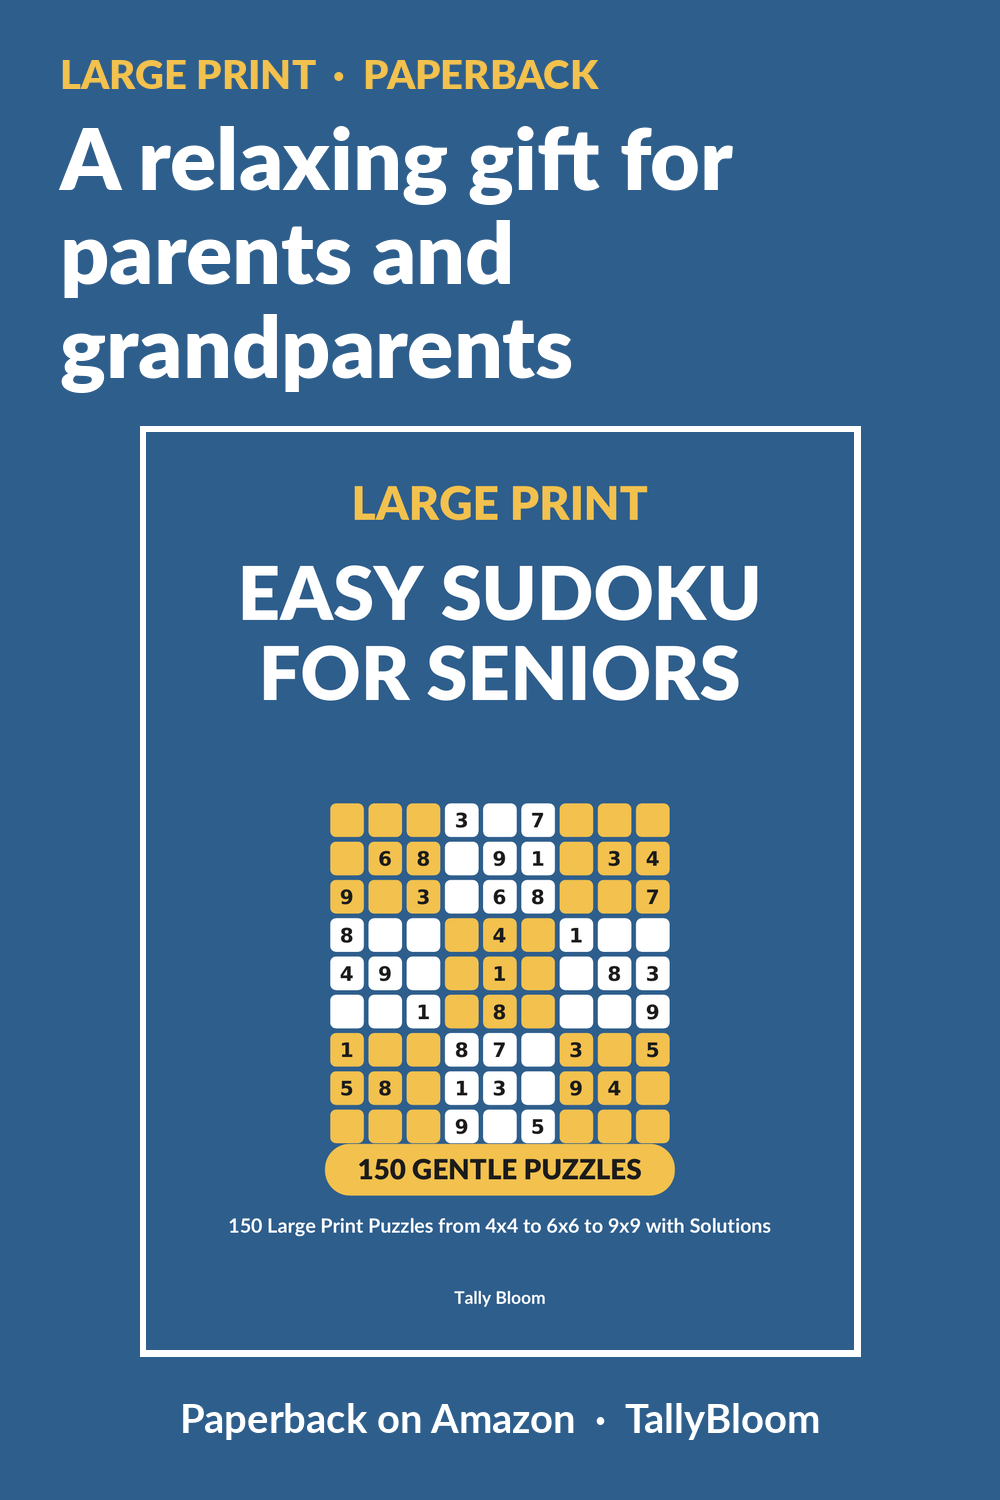 LARGE PRINT · PAPERBACK
A relaxing gift for
parents and
grandparents
LARGE PRINT
EASY SUDOKU
FOR SENIORS
3 7
6 8 9 1 3 4
9 3 6 8 7
8 4 1
4 9 1 8 3
1 8 9
1 8 7 3 5
5 8 1 3 9 4
9 5
150 GENTLE PUZZLES
150 Large Print Puzzles from 4x4 to 6x6 to 9x9 with Solutions
Tally Bloom
Paperback on Amazon · TallyBloom